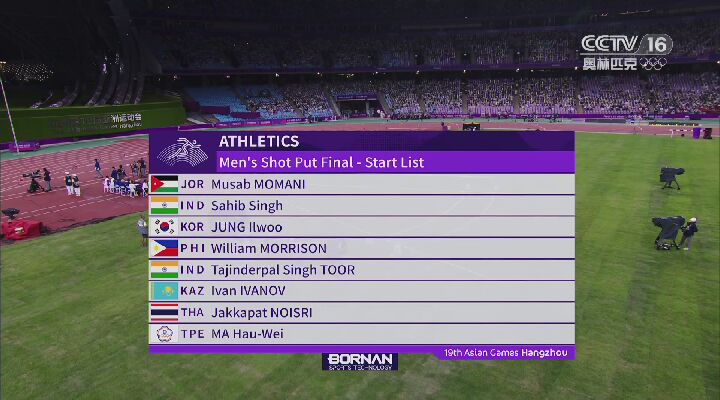 CCTV 16
奥林匹克
ATHLETICS
Men's Shot Put Final - Start List
JOR Musab MOMANI
IND Sahib Singh
KOR JUNG Ilwoo
PHI William MORRISON
IND Tajinderpal Singh TOOR
KAZ Ivan IVANOV
THA Jakkapat NOISRI
TPE MA Hau-Wei
19th Asian Games Hangzhou
BORNAN
SPORTS TECHNOLOGY